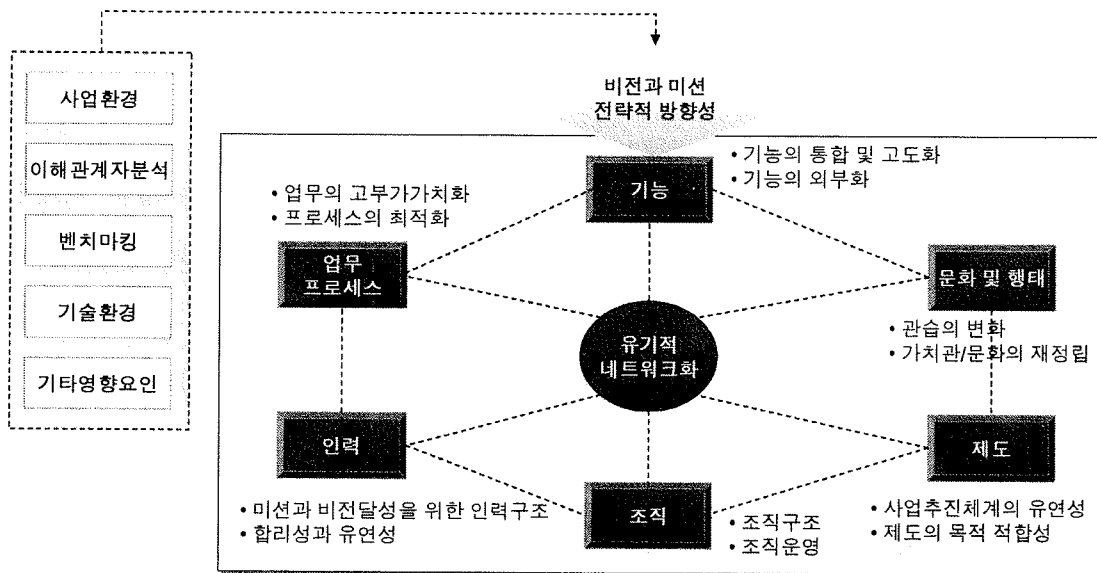 사업환경
이해관계자분석
벤치마킹
기술환경
기타영향요인
비전과 미션
전략적 방향성
기능
• 기능의 통합 및 고도화
• 기능의 외부화
• 업무의 고부가가치화
• 프로세스의 최적화
업무
프로세스
문화 및 행태
• 관습의 변화
• 가치관/문화의 재정립
유기적
네트워크화
인력
• 미션과 비전달성을 위한 인력구조
• 합리성과 유연성
조직
• 조직구조
• 조직운영
제도
• 사업추진체계의 유연성
• 제도의 목적 적합성